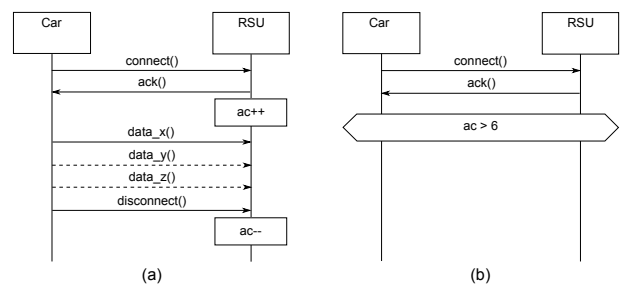 Car
RSU
connect()
ack()
ac++
data_x()
data_y()
data_z()
disconnect()
ac--
(a)
Car
RSU
connect()
ack()
ac > 6
(b)